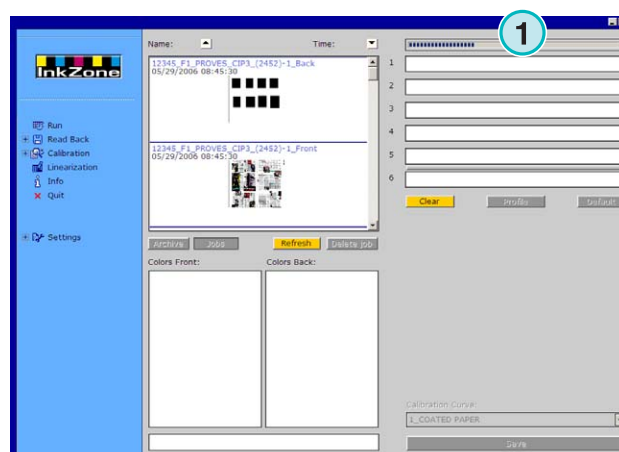 1
InkZone
Run
Read Back
Calibration
Linearization
Info
Quit
Settings
Name:
Time:
12345_F1_PROVES_CIP3_(2452)-1_Back
05/29/2006 08:45:30
12345_F1_PROVES_CIP3_(2452)-1_Front
05/29/2006 08:45:30
Archive
Jobs
Refresh
Delete job
Colors Front:
Colors Back:
1
2
3
4
5
6
Clear
Profile
Default
Calibration Curve:
1_COATED PAPER
Save